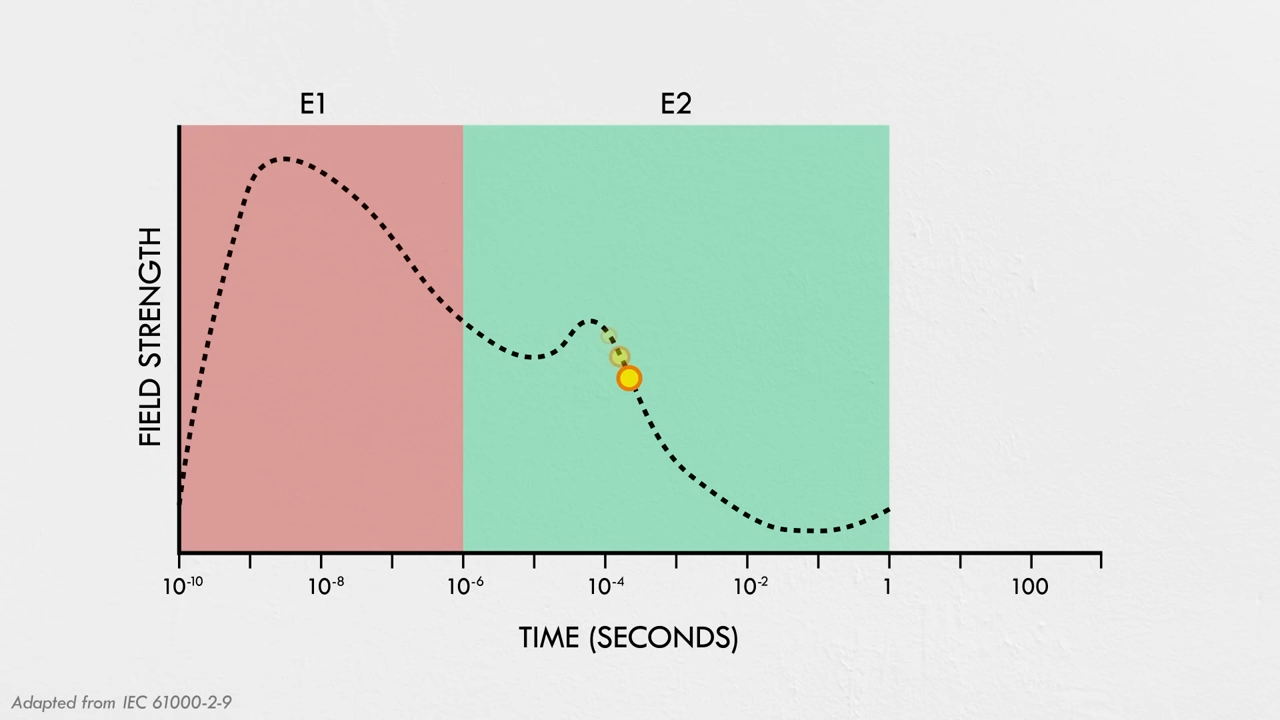 E1
E2
FIELD STRENGTH
10⁻¹⁰
10⁻⁸
10⁻⁶
10⁻⁴
10⁻²
1
100
TIME (SECONDS)
Adapted from IEC 61000-2-9